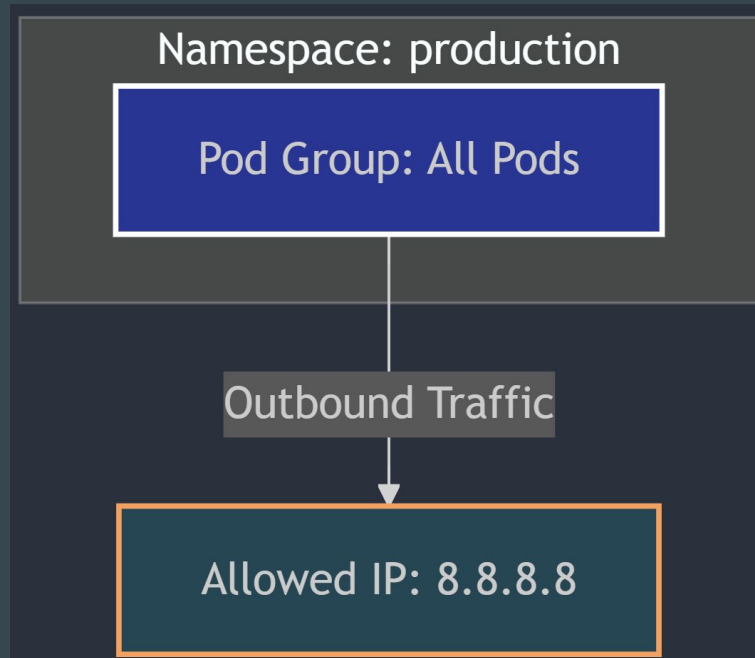 Namespace: production
Pod Group: All Pods
Outbound Traffic
Allowed IP: 8.8.8.8